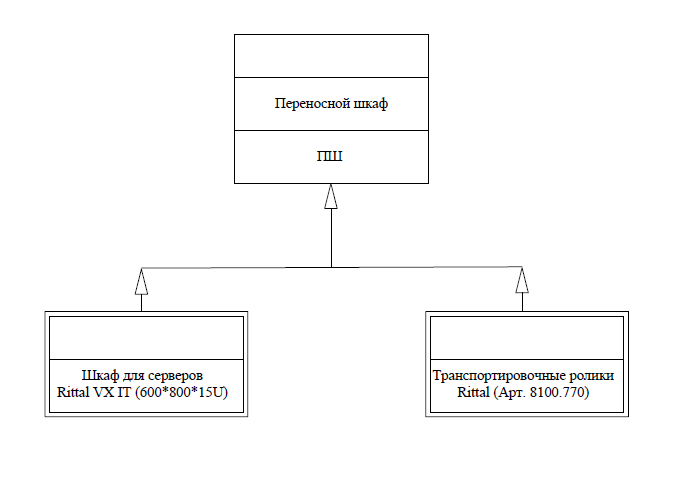 Переносной шкаф
ПШ
Шкаф для серверов
Rittal VX IT (600*800*15U)
Транспортировочные ролики
Rittal (Арт. 8100.770)